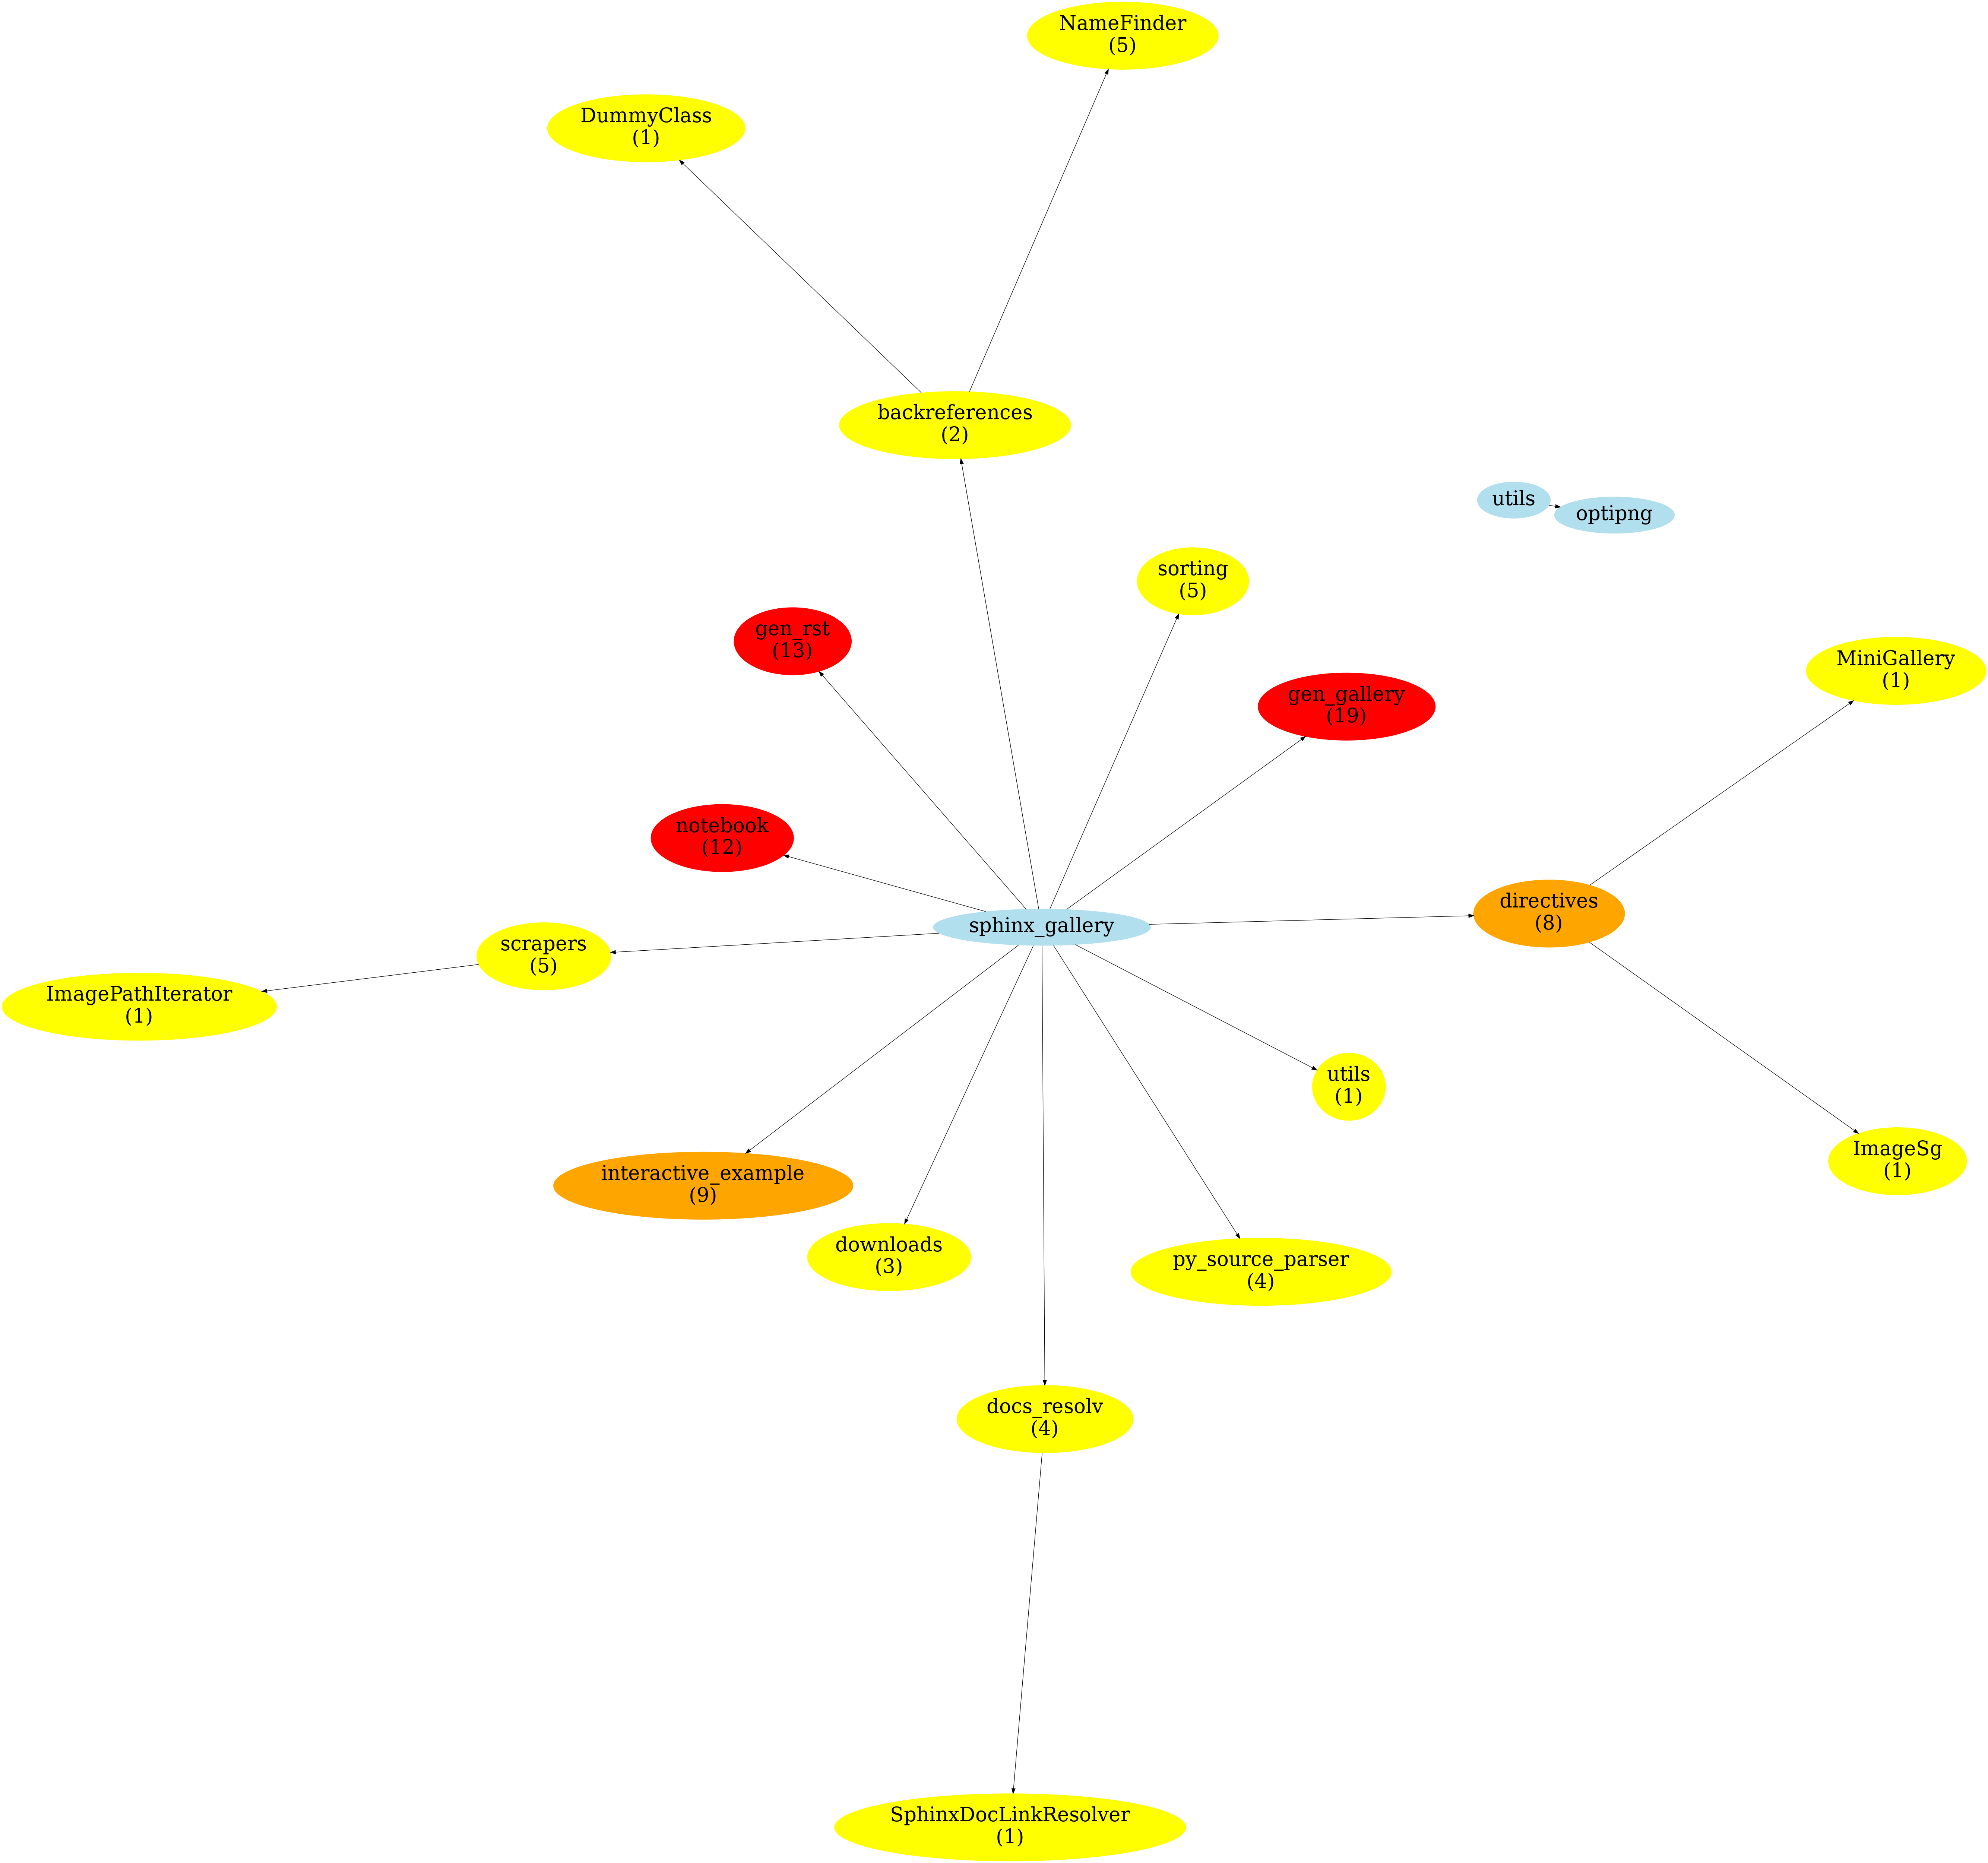 NameFinder
(5)
DummyClass
(1)
backreferences
(2)
utils
optipng
sorting
(5)
gen_rst
(13)
MiniGallery
(1)
gen_gallery
(19)
notebook
(12)
directives
(8)
sphinx_gallery
scrapers
(5)
ImagePathIterator
(1)
utils
(1)
ImageSg
(1)
interactive_example
(9)
downloads
(3)
py_source_parser
(4)
docs_resolv
(4)
SphinxDocLinkResolver
(1)